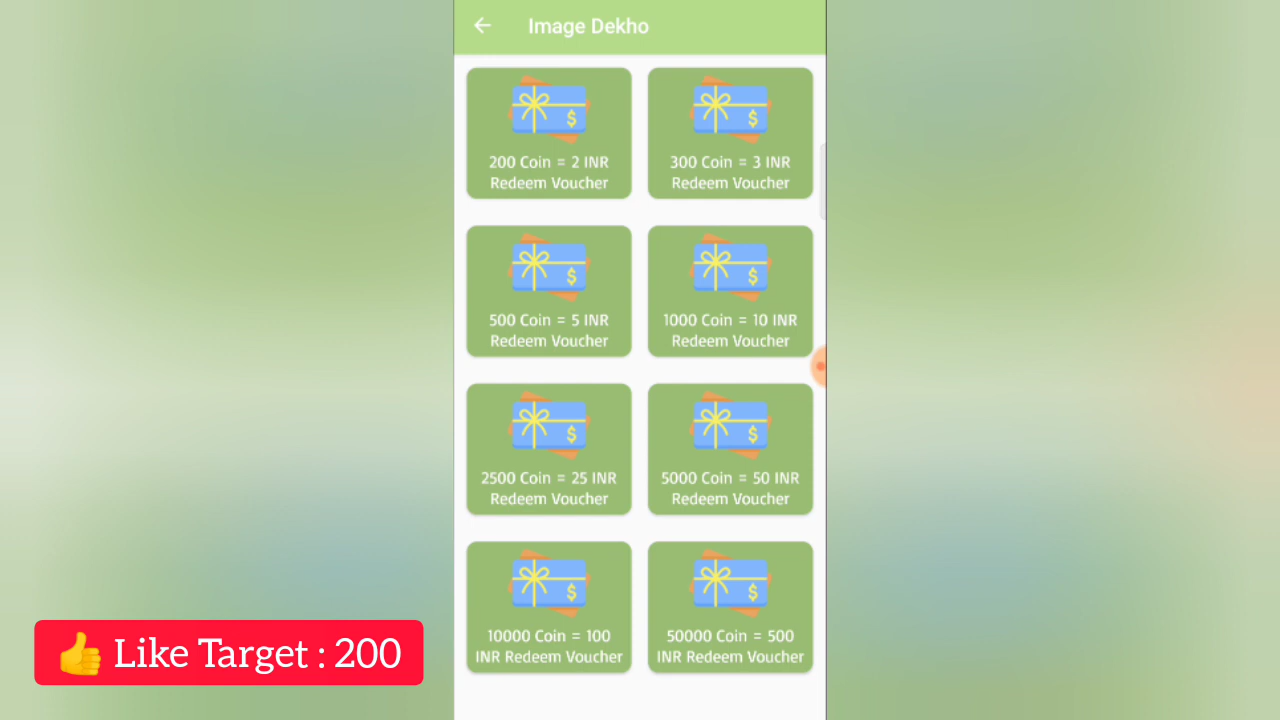 Image Dekho
200 Coin = 2 INR
Redeem Voucher
300 Coin = 3 INR
Redeem Voucher
500 Coin = 5 INR
Redeem Voucher
1000 Coin = 10 INR
Redeem Voucher
2500 Coin = 25 INR
Redeem Voucher
5000 Coin = 50 INR
Redeem Voucher
10000 Coin = 100
INR Redeem Voucher
50000 Coin = 500
INR Redeem Voucher
👍 Like Target : 200